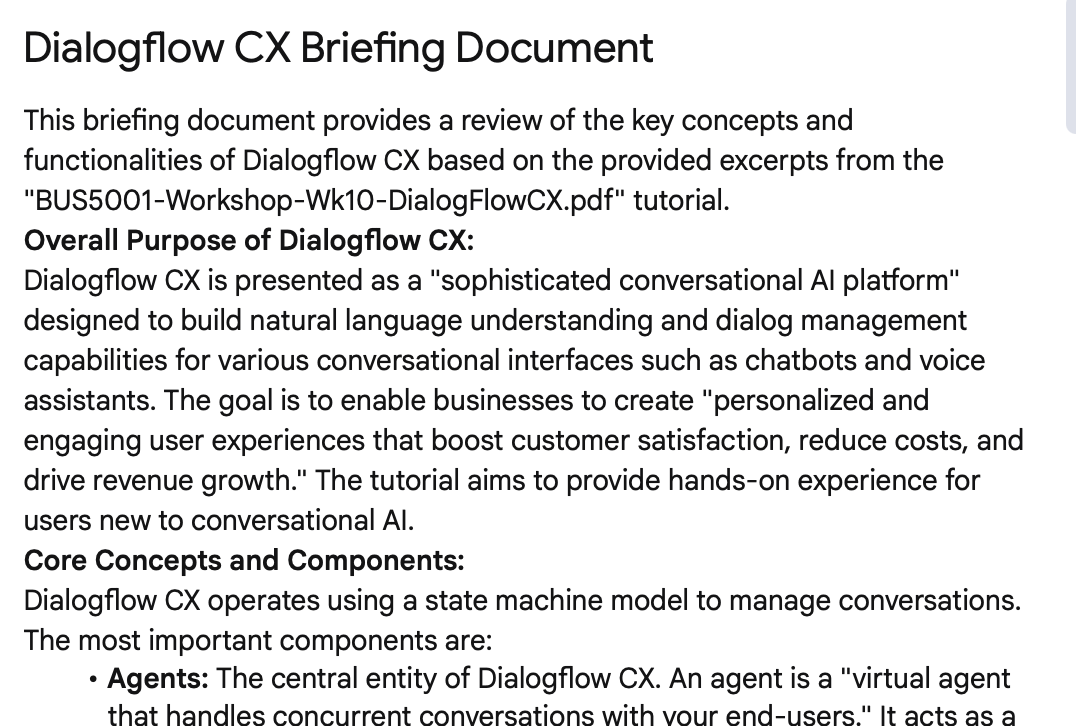 Dialogflow CX Briefing Document
This briefing document provides a review of the key concepts and
functionalities of Dialogflow CX based on the provided excerpts from the
"BUS5001-Workshop-Wk10-DialogFlowCX.pdf" tutorial.
Overall Purpose of Dialogflow CX:
Dialogflow CX is presented as a "sophisticated conversational AI platform"
designed to build natural language understanding and dialog management
capabilities for various conversational interfaces such as chatbots and voice
assistants. The goal is to enable businesses to create "personalized and
engaging user experiences that boost customer satisfaction, reduce costs, and
drive revenue growth." The tutorial aims to provide hands-on experience for
users new to conversational AI.
Core Concepts and Components:
Dialogflow CX operates using a state machine model to manage conversations.
The most important components are:
• Agents: The central entity of Dialogflow CX. An agent is a "virtual agent
that handles concurrent conversations with your end-users." It acts as a